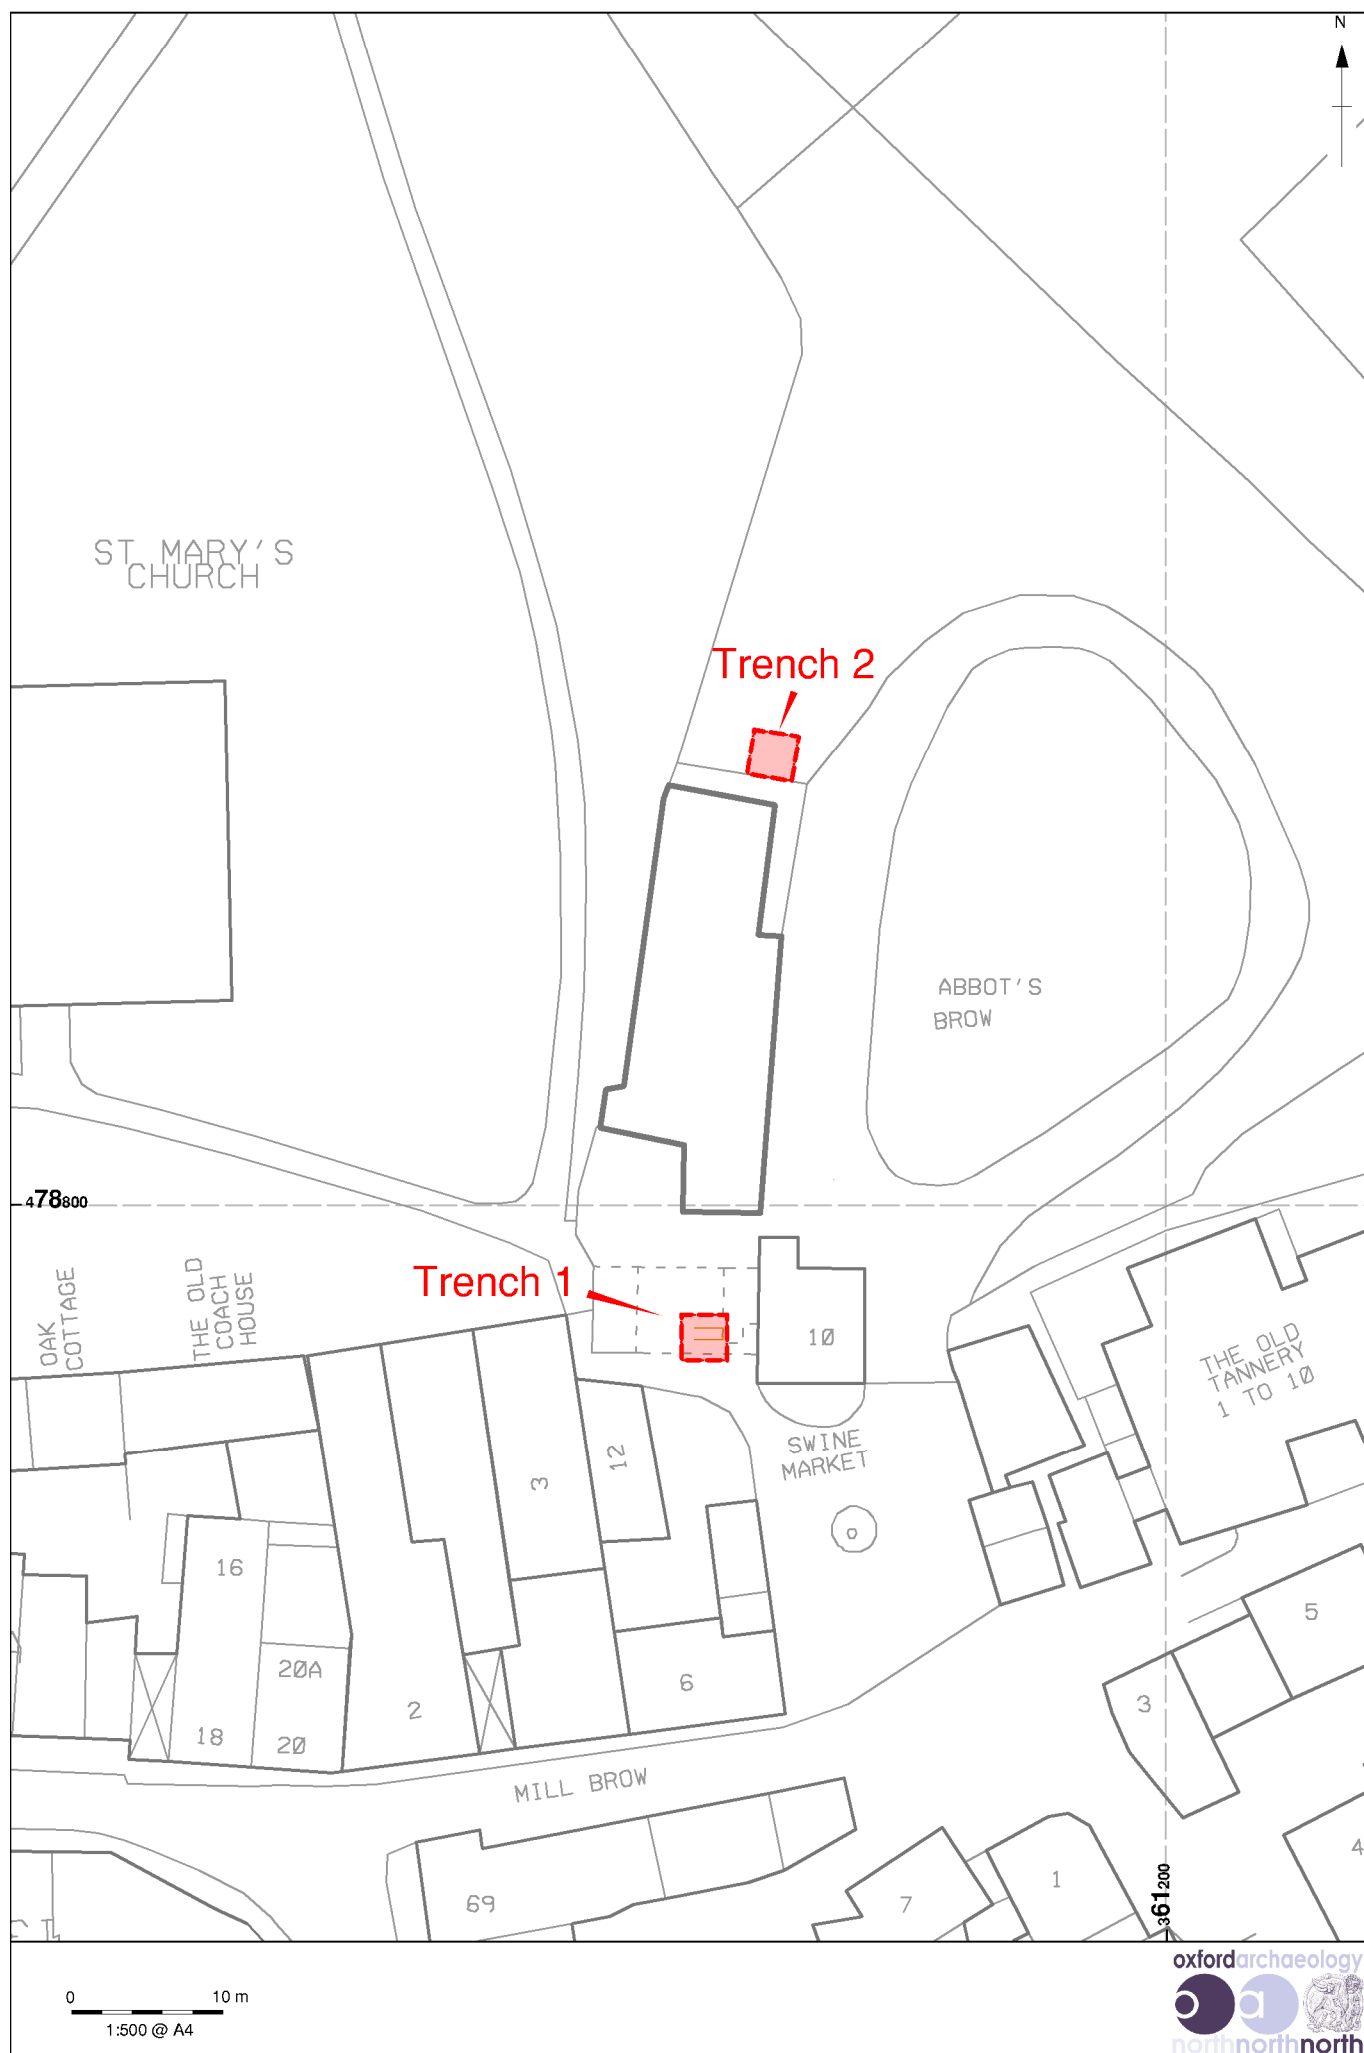 N
ST MARY'S
CHURCH
Trench 2
ABBOT'S
BROW
478800
Trench 1
OAK
COTTAGE
THE OLD
COACH
HOUSE
10
THE OLD
TANNERY
1 TO 10
SWINE
MARKET
12
3
16
5
20A
6
3
2
18
20
MILL BROW
4
69
7
1
361200
0 10 m
1:500 @ A4
oxfordarchaeology
oa
northnorthnorth